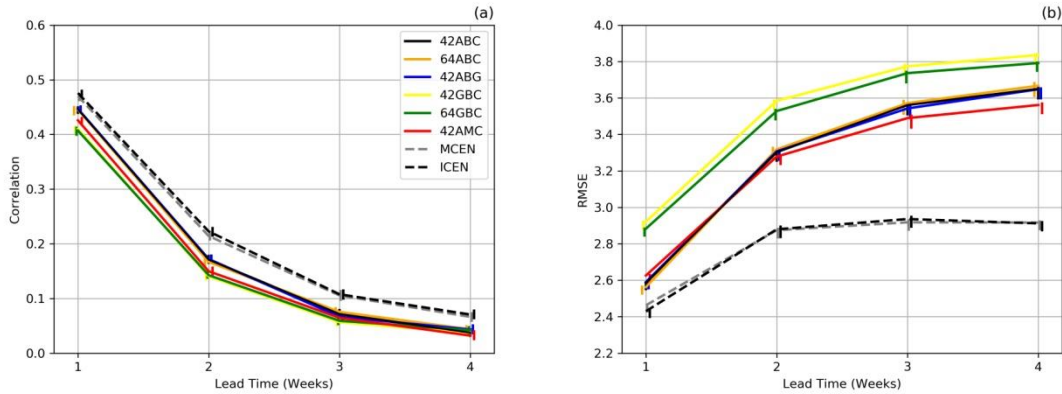 (a)
0.6
0.5
0.4
0.3
0.2
0.1
0.0
Correlation
1
2
3
4
Lead Time (Weeks)
42ABC
64ABC
42ABG
42GBC
64GBC
42AMC
MCEN
ICEN
(b)
4.0
3.8
3.6
3.4
3.2
3.0
2.8
2.6
2.4
2.2
RMSE
1
2
3
4
Lead Time (Weeks)